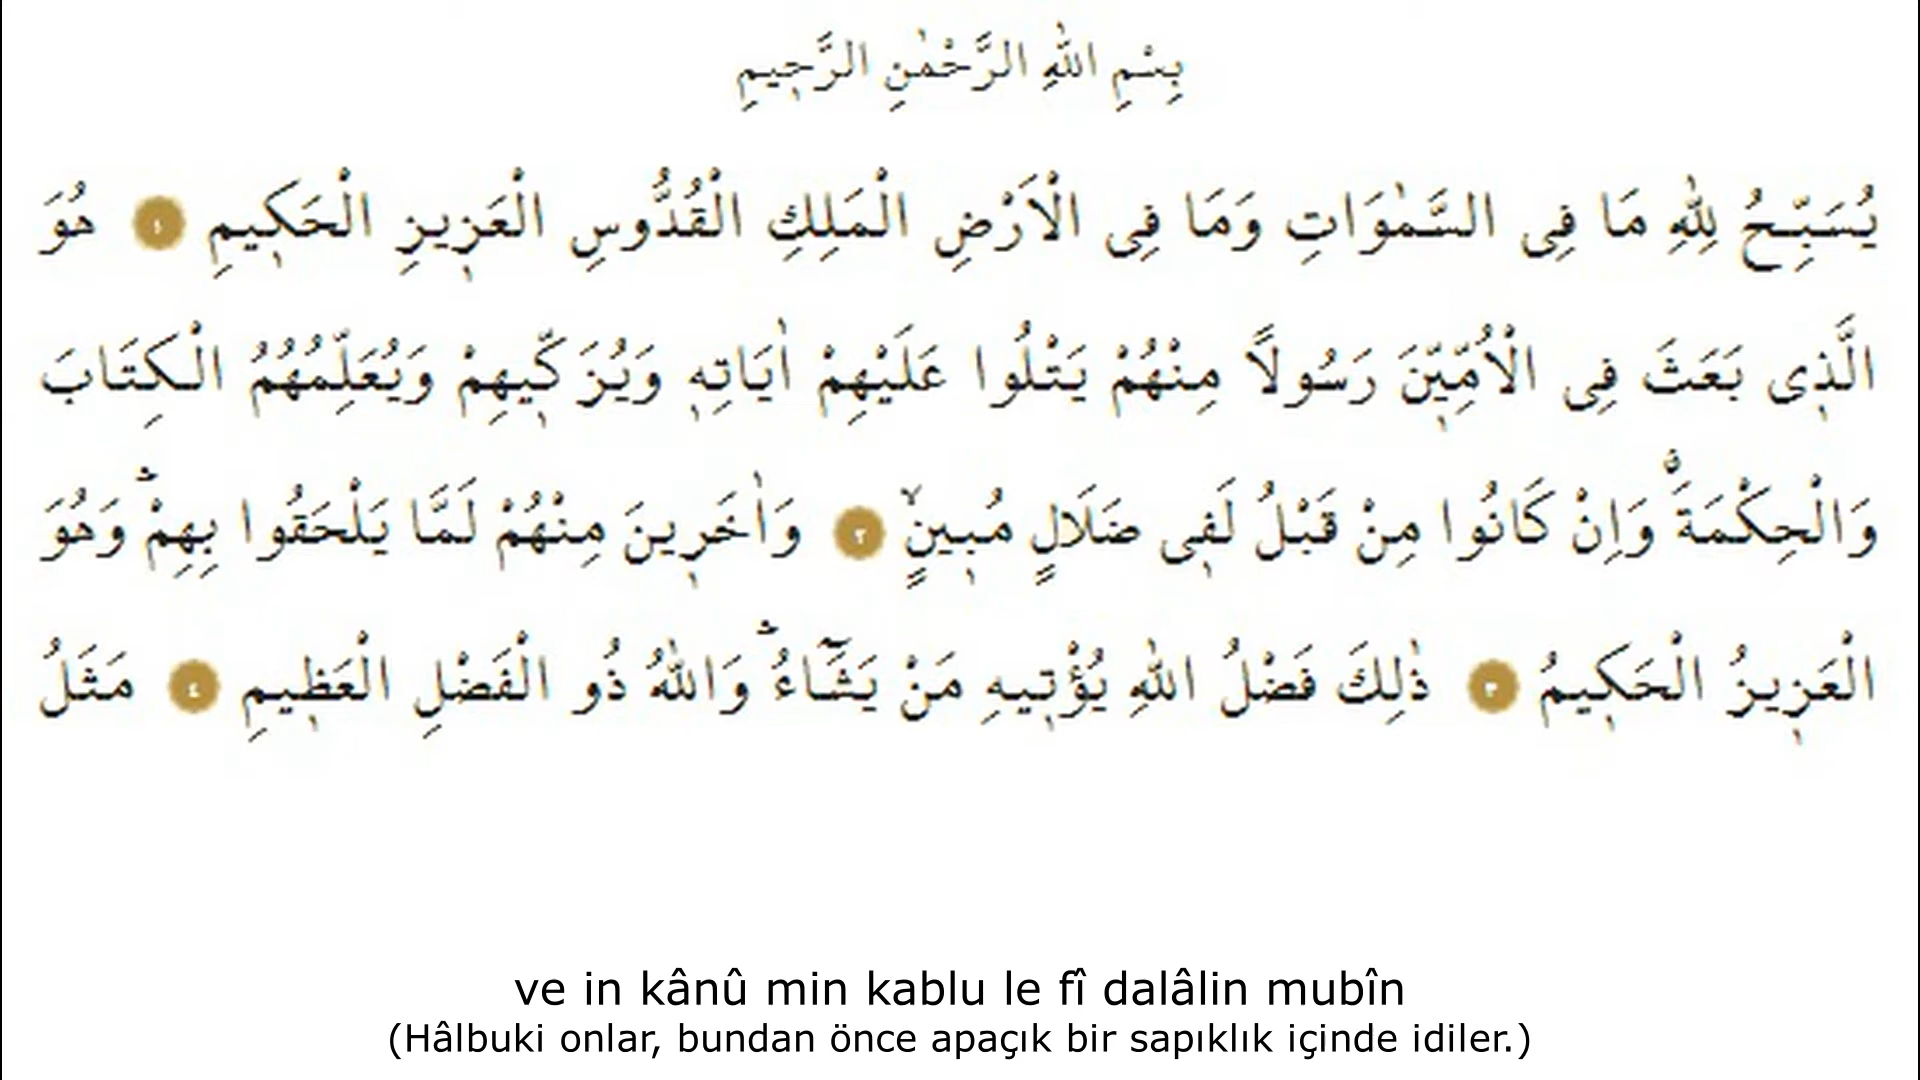 بِسْمِ اللّٰهِ الرَّحْمٰنِ الرَّح۪يمِ
يُسَبِّحُ لِلّٰهِ مَا فِى السَّمٰوَاتِ وَمَا فِى الْاَرْضِ الْمَلِكِ الْقُدُّوسِ الْعَز۪يزِ الْحَك۪يمِ ١ هُوَ
الَّذ۪ى بَعَثَ فِى الْاُمِّيّ۪نَ رَسُولاً مِنْهُمْ يَتْلُوا عَلَيْهِمْ اٰيَاتِه۪ وَيُزَكّ۪يهِمْ وَيُعَلِّمُهُمُ الْكِتَابَ
وَالْحِكْمَةَۗ وَاِنْ كَانُوا مِنْ قَبْلُ لَف۪ى ضَلَالٍ مُب۪ينٍۙ ٢ وَاٰخَر۪ينَ مِنْهُمْ لَمَّا يَلْحَقُوا بِهِمْۜ وَهُوَ
الْعَز۪يزُ الْحَك۪يمُ ٣ ذٰلِكَ فَضْلُ اللّٰهِ يُؤْت۪يهِ مَنْ يَشَٓاءُۜ وَاللّٰهُ ذُو الْفَضْلِ الْعَظ۪يمِ ٤ مَثَلُ
ve in kânû min kablu le fî dalâlin mubîn
(Hâlbuki onlar, bundan önce apaçık bir sapıklık içinde idiler.)